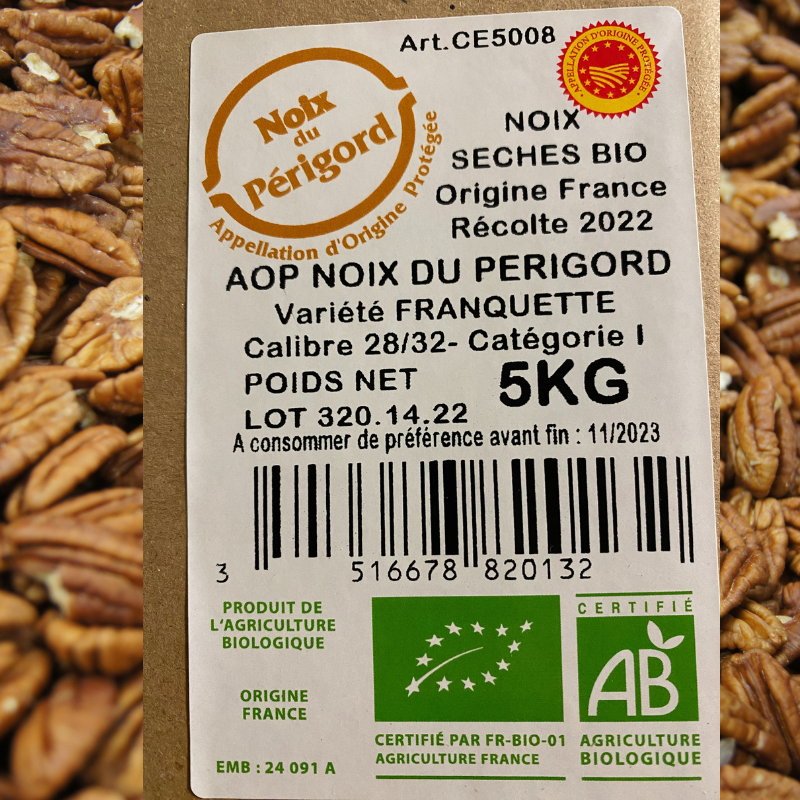 Art.CE5008
APPELLATION D'ORIGINE PROTÉGÉE
Noix
du
Périgord
Appellation d'Origine Protégée
NOIX
SECHES BIO
Origine France
Récolte 2022
AOP NOIX DU PERIGORD
Variété FRANQUETTE
Calibre 28/32- Catégorie I
POIDS NET 5KG
LOT 320.14.22
A consommer de préférence avant fin : 11/2023
3 516678 820132
PRODUIT DE
L'AGRICULTURE
BIOLOGIQUE
ORIGINE
FRANCE
EMB : 24 091 A
CERTIFIÉ PAR FR-BIO-01
AGRICULTURE FRANCE
CERTIFIÉ
AB
AGRICULTURE
BIOLOGIQUE